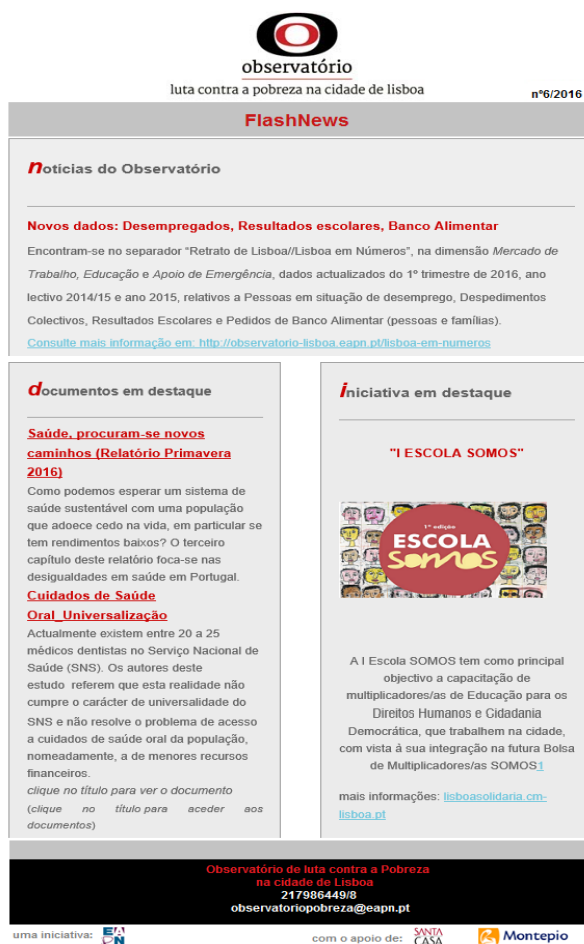 observatório
luta contra a pobreza na cidade de lisboa
nº6/2016
FlashNews
noticias do Observatório
Novos dados: Desempregados, Resultados escolares, Banco Alimentar
Encontram-se no separador “Retrato de Lisboa//Lisboa em Números”, na dimensão Mercado de
Trabalho, Educação e Apoio de Emergência, dados actualizados do 1º trimestre de 2016, ano
lectivo 2014/15 e ano 2015, relativos a Pessoas em situação de desemprego, Despedimentos
Colectivos, Resultados Escolares e Pedidos de Banco Alimentar (pessoas e famílias).
Consulte mais informação em: http://observatorio-lisboa.eapn.pt/lisboa-em-numeros
documentos em destaque
Saúde, procuram-se novos
caminhos (Relatório Primavera
2016)
Como podemos esperar um sistema de
saúde sustentável com uma população
que adoece cedo na vida, em particular se
tem rendimentos baixos? O terceiro
capítulo deste relatório foca-se nas
desigualdades em saúde em Portugal.
Cuidados de Saúde
Oral_Universalização
Actualmente existem entre 20 a 25
médicos dentistas no Serviço Nacional de
Saúde (SNS). Os autores deste
estudo referem que esta realidade não
cumpre o carácter de universalidade do
SNS e não resolve o problema de acesso
a cuidados de saúde oral da população,
nomeadamente, a de menores recursos
financeiros.
clique no título para ver o documento
(clique no título para aceder aos
documentos)
iniciativa em destaque
"I ESCOLA SOMOS"
1ª edição
ESCOLA
somos
A I Escola SOMOS tem como principal
objectivo a capacitação de
multiplicadores/as de Educação para os
Direitos Humanos e Cidadania
Democrática, que trabalhem na cidade,
com vista á sua integração na futura Bolsa
de Multiplicadores/as SOMOS1
mais informações: lisboasolidaria.cm-
lisboa.pt
Observatório de luta contra a Pobreza
na cidade de Lisboa
217986449/8
observatoriopobreza@eapn.pt
uma iniciativa: EAPN
com o apoio de: SANTA
CASA
Montepio